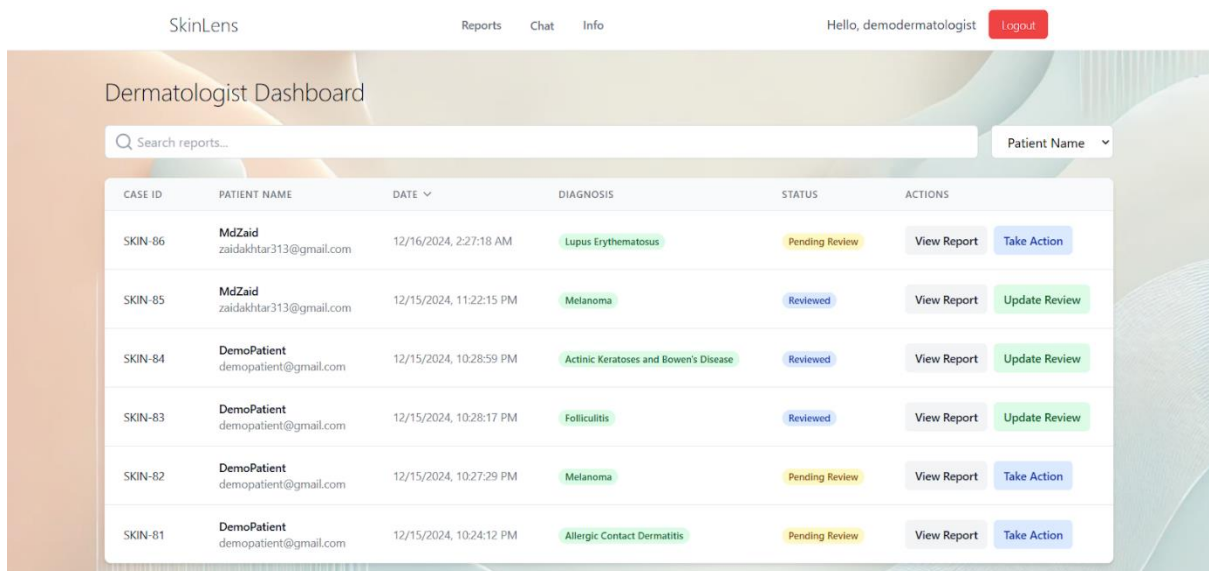 SkinLens Reports Chat Info Hello, demodermatologist Logout
Dermatologist Dashboard
Search reports... Patient Name
CASE ID PATIENT NAME DATE DIAGNOSIS STATUS ACTIONS
SKIN-86 MdZaid 12/16/2024, 2:27:18 AM Lupus Erythematosus Pending Review View Report Take Action
zaidakhtar313@gmail.com
SKIN-85 MdZaid 12/15/2024, 11:22:15 PM Melanoma Reviewed View Report Update Review
zaidakhtar313@gmail.com
SKIN-84 DemoPatient 12/15/2024, 10:28:59 PM Actinic Keratoses and Bowen's Disease Reviewed View Report Update Review
demopatient@gmail.com
SKIN-83 DemoPatient 12/15/2024, 10:28:17 PM Folliculitis Reviewed View Report Update Review
demopatient@gmail.com
SKIN-82 DemoPatient 12/15/2024, 10:27:29 PM Melanoma Pending Review View Report Take Action
demopatient@gmail.com
SKIN-81 DemoPatient 12/15/2024, 10:24:12 PM Allergic Contact Dermatitis Pending Review View Report Take Action
demopatient@gmail.com